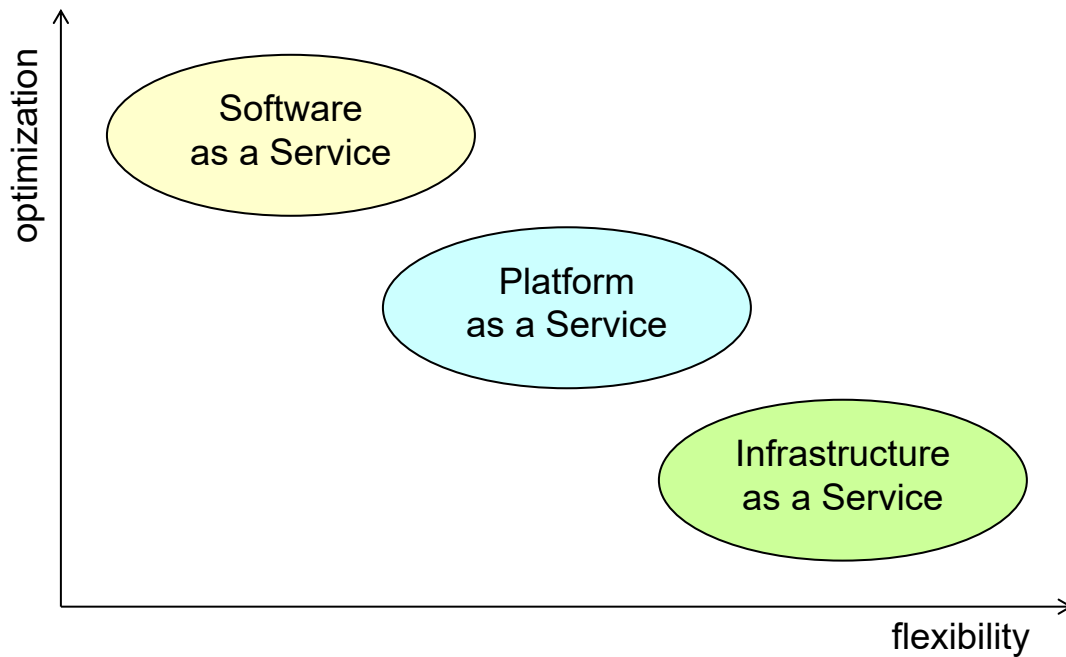 optimization
Software
as a Service
Platform
as a Service
Infrastructure
as a Service
flexibility